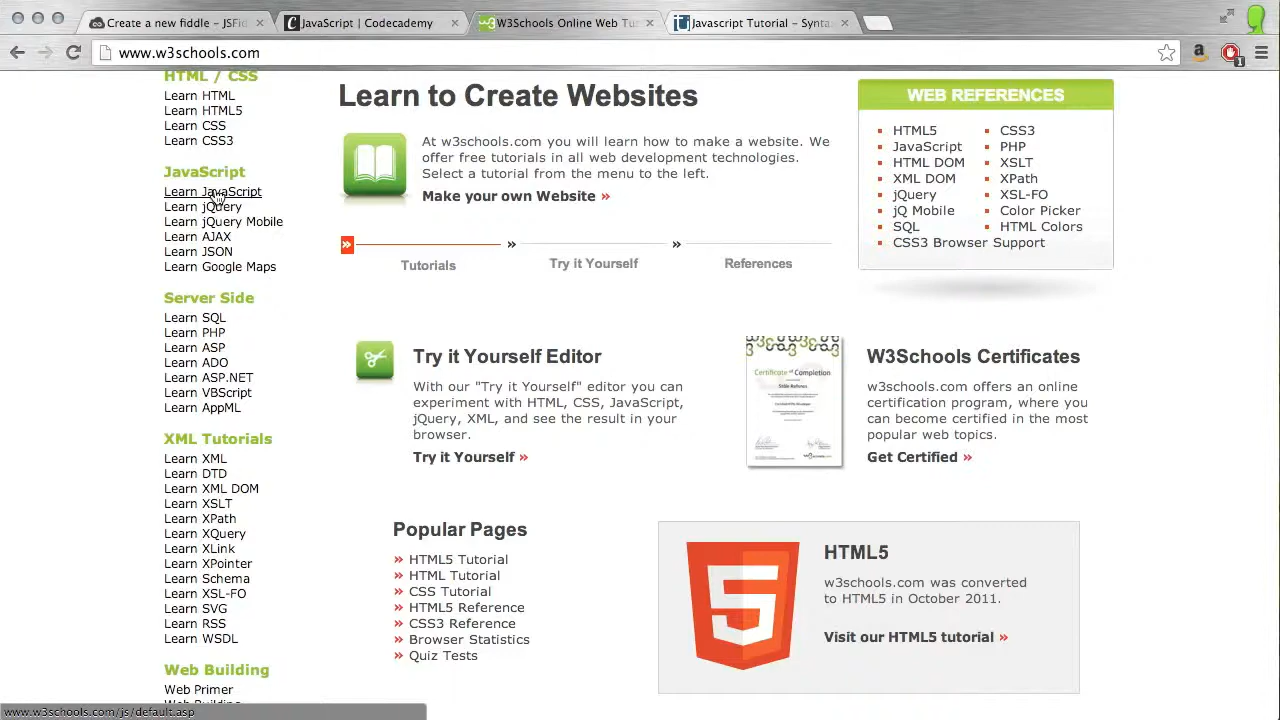 Create a new fiddle - JSFid
JavaScript | Codecademy
W3Schools Online Web Tut
Javascript Tutorial – Synta
www.w3schools.com
HTML / CSS
Learn HTML
Learn HTML5
Learn CSS
Learn CSS3
JavaScript
Learn JavaScript
Learn jQuery
Learn jQuery Mobile
Learn AJAX
Learn JSON
Learn Google Maps
Server Side
Learn SQL
Learn PHP
Learn ASP
Learn ADO
Learn ASP.NET
Learn VBScript
Learn AppML
XML Tutorials
Learn XML
Learn DTD
Learn XML DOM
Learn XSLT
Learn XPath
Learn XQuery
Learn XLink
Learn XPointer
Learn Schema
Learn XSL-FO
Learn SVG
Learn RSS
Learn WSDL
Web Building
Web Primer
Web Building
Learn to Create Websites
At w3schools.com you will learn how to make a website. We
offer free tutorials in all web development technologies.
Select a tutorial from the menu to the left.
Make your own Website »
» » »
Tutorials
Try it Yourself
References
WEB REFERENCES
HTML5
JavaScript
HTML DOM
XML DOM
jQuery
jQ Mobile
SQL
CSS3 Browser Support
CSS3
PHP
XSLT
XPath
XSL-FO
Color Picker
HTML Colors
Try it Yourself Editor
With our "Try it Yourself" editor you can
experiment with HTML, CSS, JavaScript,
jQuery, XML, and see the result in your
browser.
Try it Yourself »
Certificate of Completion
W3Schools Certificates
w3schools.com offers an online
certification program, where you
can become certified in the most
popular web topics.
Get Certified »
Popular Pages
» HTML5 Tutorial
» HTML Tutorial
» CSS Tutorial
» HTML5 Reference
» CSS3 Reference
» Browser Statistics
» Quiz Tests
5
HTML5
w3schools.com was converted
to HTML5 in October 2011.
Visit our HTML5 tutorial »
www.w3schools.com/js/default.asp